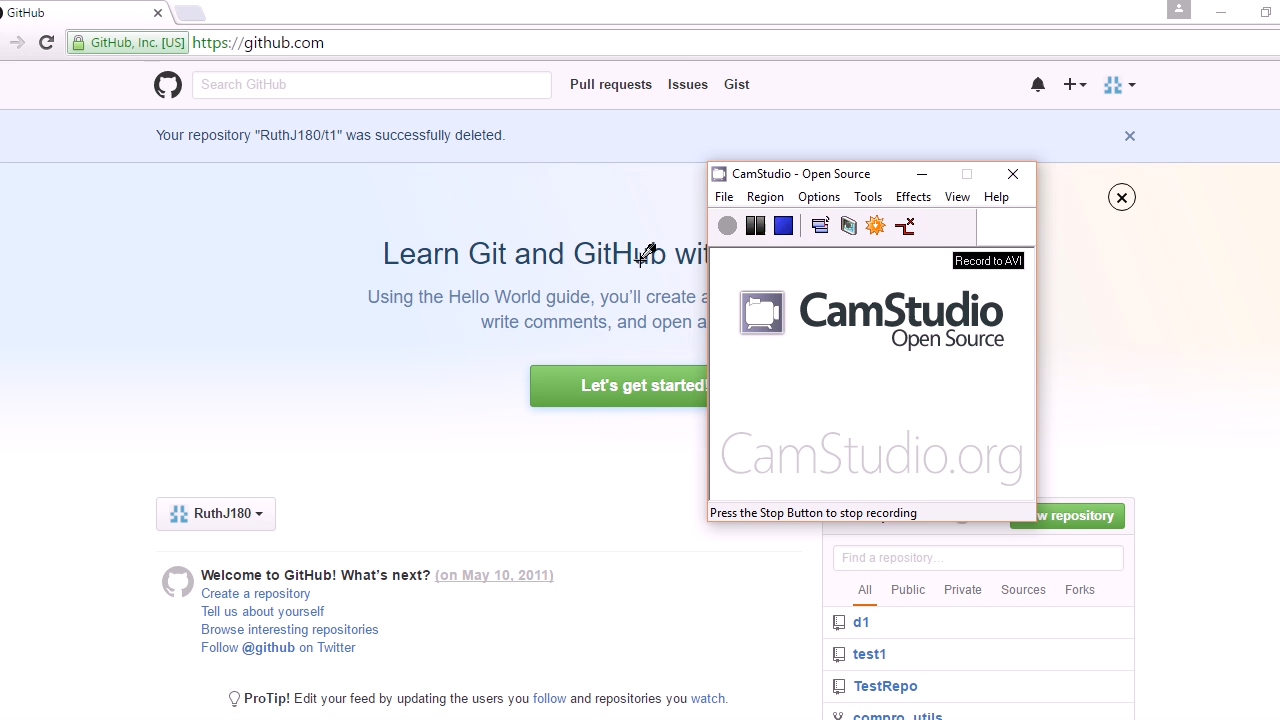 GitHub
GitHub, Inc. [US] https://github.com
Search GitHub
Pull requests Issues Gist
Your repository "RuthJ180/t1" was successfully deleted.
CamStudio - Open Source
File Region Options Tools Effects View Help
Record to AVI
CamStudio
Open Source
CamStudio.org
Press the Stop Button to stop recording
Learn Git and GitHub wit
Using the Hello World guide, you'll create a
write comments, and open a
Let's get started!
RuthJ180
w repository
Welcome to GitHub! What's next? (on May 10, 2011)
Create a repository
Tell us about yourself
Browse interesting repositories
Follow @github on Twitter
ProTip! Edit your feed by updating the users you follow and repositories you watch.
Find a repository…
All Public Private Sources Forks
d1
test1
TestRepo
compro_utils